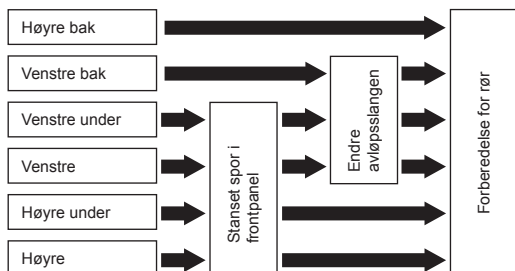 Høyre bak
Venstre bak
Venstre under
Venstre
Høyre under
Høyre
Stanset spor i
frontpanel
Endre
avløpsslangen
Forberedelse for rør